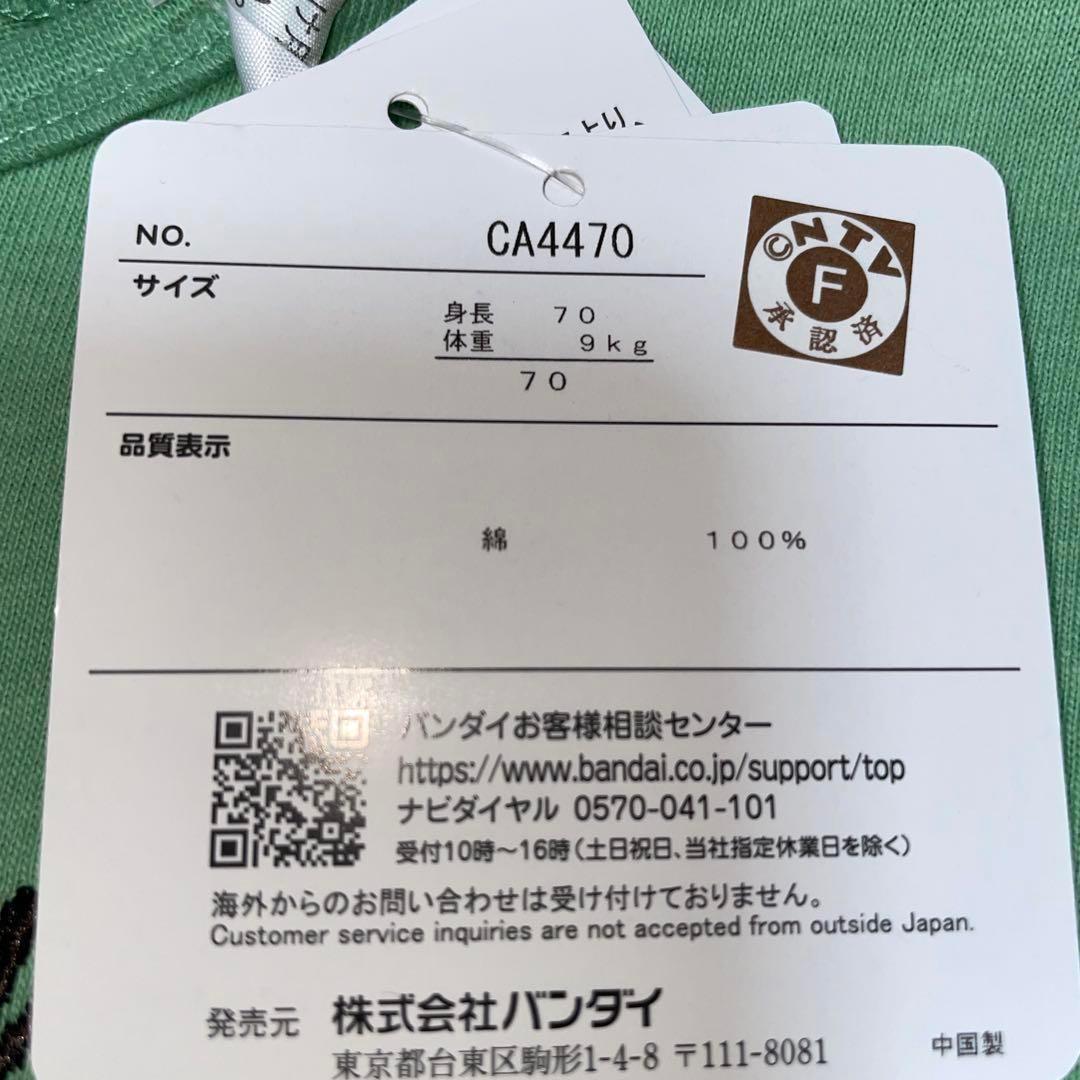 より、
NO. CA4470
©NTV
F
承認済
サイズ
身長 70
体重 9kg
70
品質表示
綿 100%
バンダイお客様相談センター
https://www.bandai.co.jp/support/top
ナビダイヤル 0570-041-101
受付10時～16時(土日祝日、当社指定休業日を除く)
海外からのお問い合わせは受け付けておりません。
Customer service inquiries are not accepted from outside Japan.
発売元 株式会社バンダイ
東京都台東区駒形1-4-8 〒111-8081
中国製